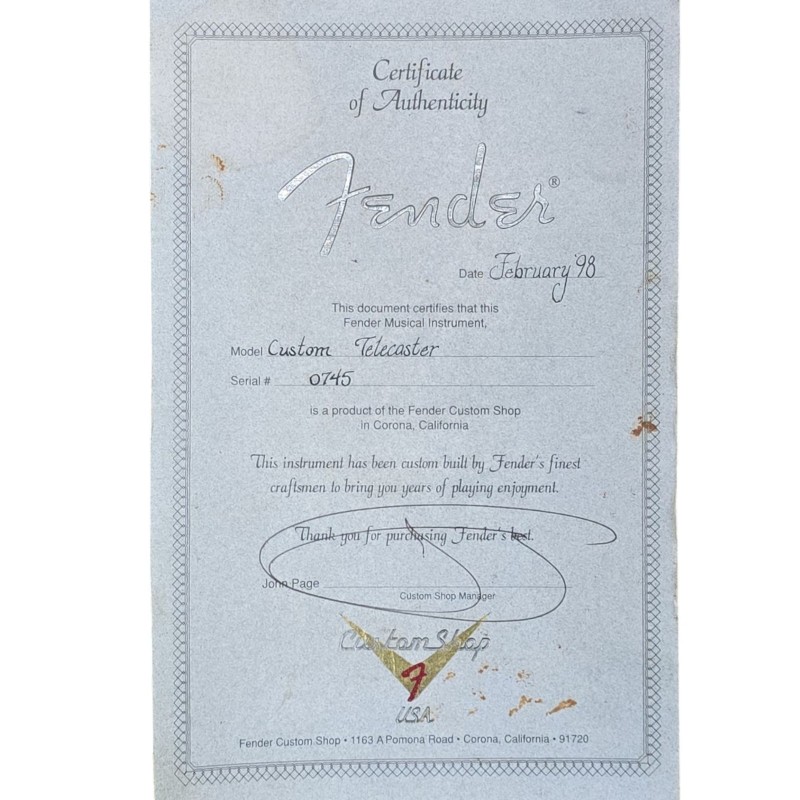 Certificate
of Authenticity
Fender®
Date February '98
This document certifies that this
Fender Musical Instrument,
Model Custom Telecaster
Serial # 0745
is a product of the Fender Custom Shop
in Corona, California
This instrument has been custom built by Fender's finest
craftsmen to bring you years of playing enjoyment.
Thank you for purchasing Fender's best.
John Page
Custom Shop Manager
Custom Shop
F
USA
Fender Custom Shop • 1163 A Pomona Road • Corona, California • 91720